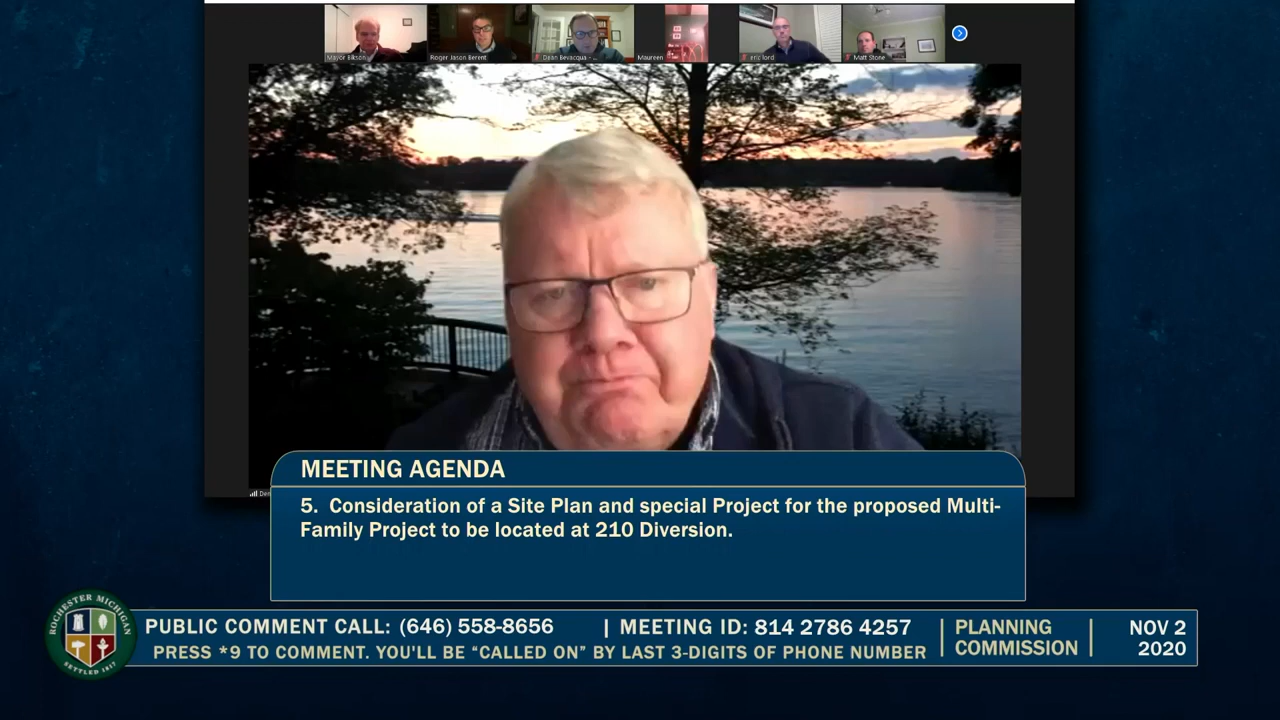 Mayor Bikson
Roger Jason Berent
Dean Bevacqua - ...
Maureen
eric lord
Matt Stone
MEETING AGENDA
5. Consideration of a Site Plan and special Project for the proposed Multi-
Family Project to be located at 210 Diversion.
ROCHESTER MICHIGAN
SETTLED 1817
PUBLIC COMMENT CALL: (646) 558-8656 | MEETING ID: 814 2786 4257
PRESS *9 TO COMMENT. YOU'LL BE “CALLED ON” BY LAST 3-DIGITS OF PHONE NUMBER
PLANNING
COMMISSION
NOV 2
2020